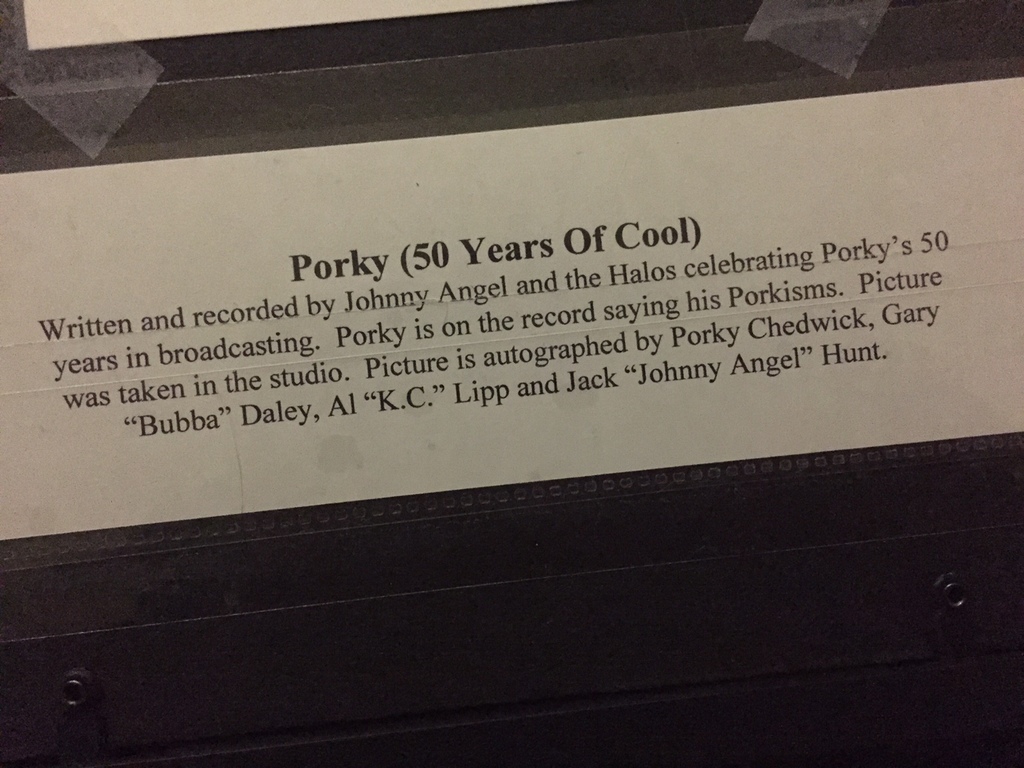 Porky (50 Years Of Cool)
Written and recorded by Johnny Angel and the Halos celebrating Porky’s 50
years in broadcasting.  Porky is on the record saying his Porkisms.  Picture
was taken in the studio.  Picture is autographed by Porky Chedwick, Gary
“Bubba” Daley, Al “K.C.” Lipp and Jack “Johnny Angel” Hunt.